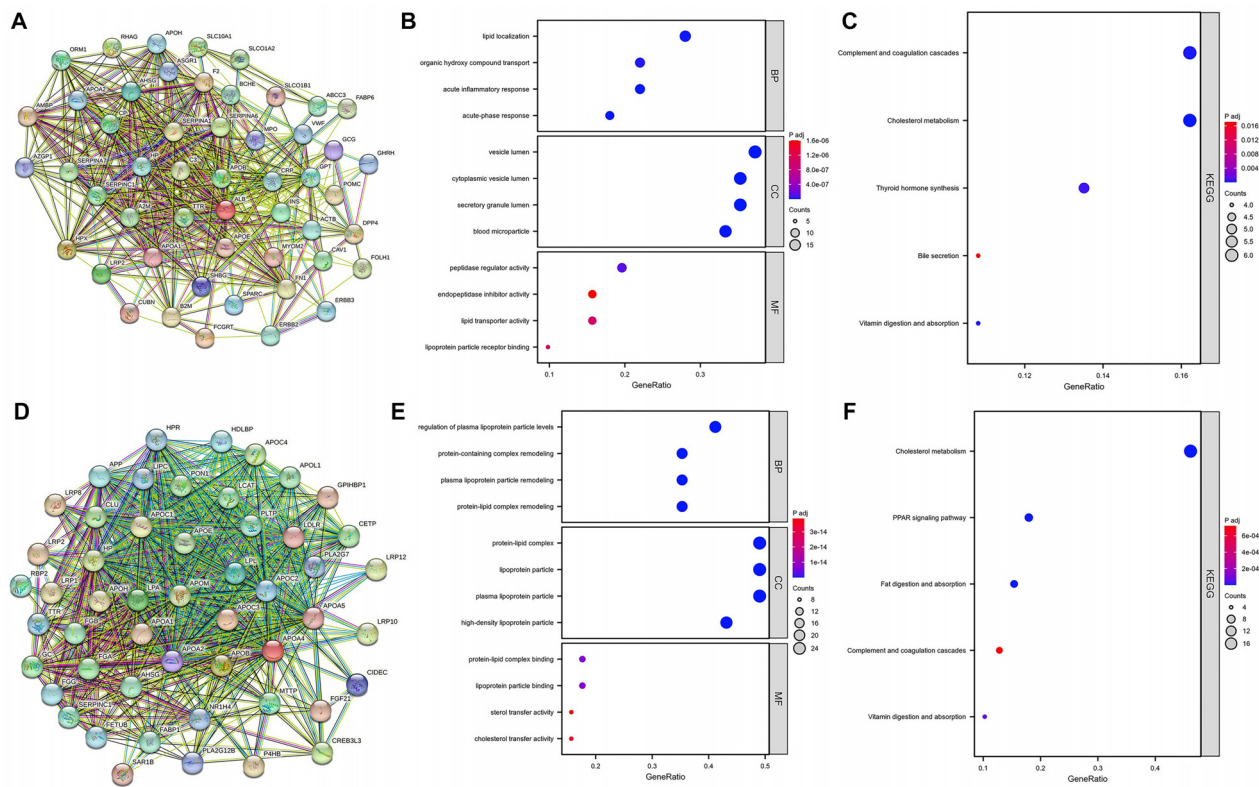 A
ORM1
RHAG
APOH
SLC10A1
SLCO1A2
ASGR1
F2
AMBP
APOA2
AHSG
BCHE
SLCO1B1
ABCC3
FABP6
CP
SERPINA1
SERPINA6
MPO
VWF
GCG
GHRH
AZGP1
SERPINA7
HP
C3
APOB
CRP
GPT
POMC
SERPINC1
A2M
TTR
ALB
INS
ACTB
DPP4
HPX
APOA1
APOE
MYOM2
CAV1
FOLH1
LRP2
SHBG
FN1
CUBN
B2M
SPARC
ERBB3
FCGRT
ERBB2
B
lipid localization
organic hydroxy compound transport
acute inflammatory response
acute-phase response
BP
vesicle lumen
cytoplasmic vesicle lumen
secretory granule lumen
blood microparticle
CC
peptidase regulator activity
endopeptidase inhibitor activity
lipid transporter activity
lipoprotein particle receptor binding
MF
0.1 0.2 0.3
GeneRatio
P adj
1.6e-06
1.2e-06
8.0e-07
4.0e-07
Counts
5
10
15
C
Complement and coagulation cascades
Cholesterol metabolism
Thyroid hormone synthesis
Bile secretion
Vitamin digestion and absorption
KEGG
0.12 0.14 0.16
GeneRatio
P adj
0.016
0.012
0.008
0.004
Counts
4.0
4.5
5.0
5.5
6.0
D
HPR
HDLBP
APOC4
APP
LIPC
PON1
APOL1
LRP8
CLU
LCAT
GPIHBP1
APOC1
PLTP
LDLR
CETP
LRP2
HP
APOE
PLA2G7
LRP12
RBP2
LRP1
APOH
LPA
APOM
LPL
APOC2
APOA5
TTR
FGB
APOA1
APOC3
LRP10
GC
FGA
APOA2
APOB
APOA4
CIDEC
FGG
AHSG
MTTP
FGF21
SERPINC1
NR1H4
FETUB
FABP1
CREB3L3
SAR1B
PLA2G12B
P4HB
E
regulation of plasma lipoprotein particle levels
protein-containing complex remodeling
plasma lipoprotein particle remodeling
protein-lipid complex remodeling
BP
protein-lipid complex
lipoprotein particle
plasma lipoprotein particle
high-density lipoprotein particle
CC
protein-lipid complex binding
lipoprotein particle binding
sterol transfer activity
cholesterol transfer activity
MF
0.2 0.3 0.4 0.5
GeneRatio
P adj
3e-14
2e-14
1e-14
Counts
8
12
16
20
24
F
Cholesterol metabolism
PPAR signaling pathway
Fat digestion and absorption
Complement and coagulation cascades
Vitamin digestion and absorption
KEGG
0.1 0.2 0.4
GeneRatio
P adj
6e-04
4e-04
2e-04
Counts
4
8
12
16